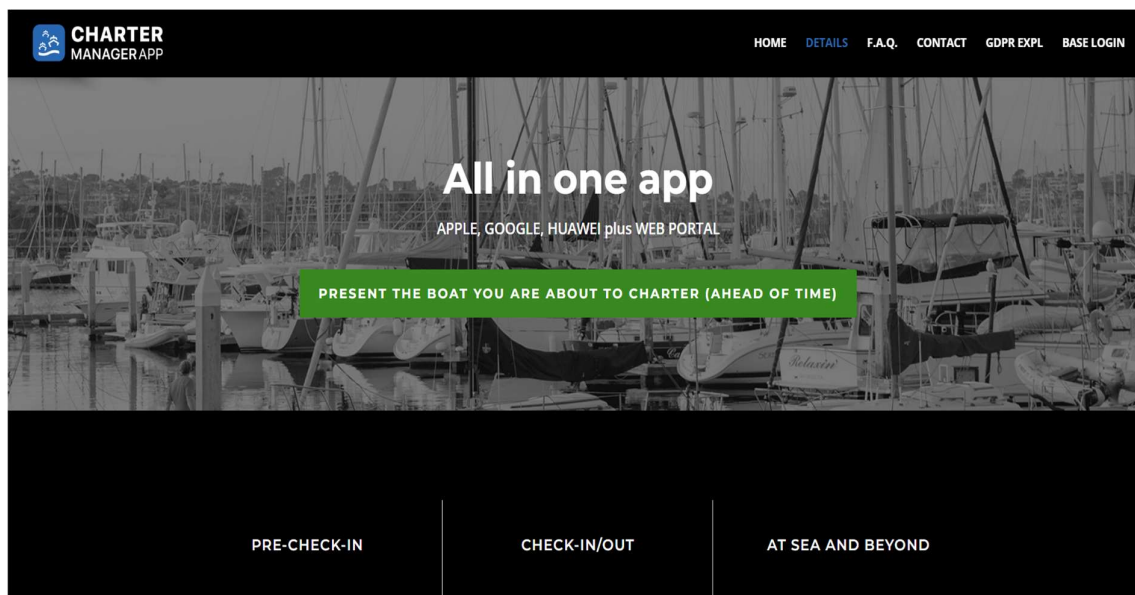 CHARTER
MANAGERAPP
HOME DETAILS F.A.Q. CONTACT GDPR EXPL BASE LOGIN
All in one app
APPLE, GOOGLE, HUAWEI plus WEB PORTAL
PRESENT THE BOAT YOU ARE ABOUT TO CHARTER (AHEAD OF TIME)
Relaxin'
PRE-CHECK-IN CHECK-IN/OUT AT SEA AND BEYOND